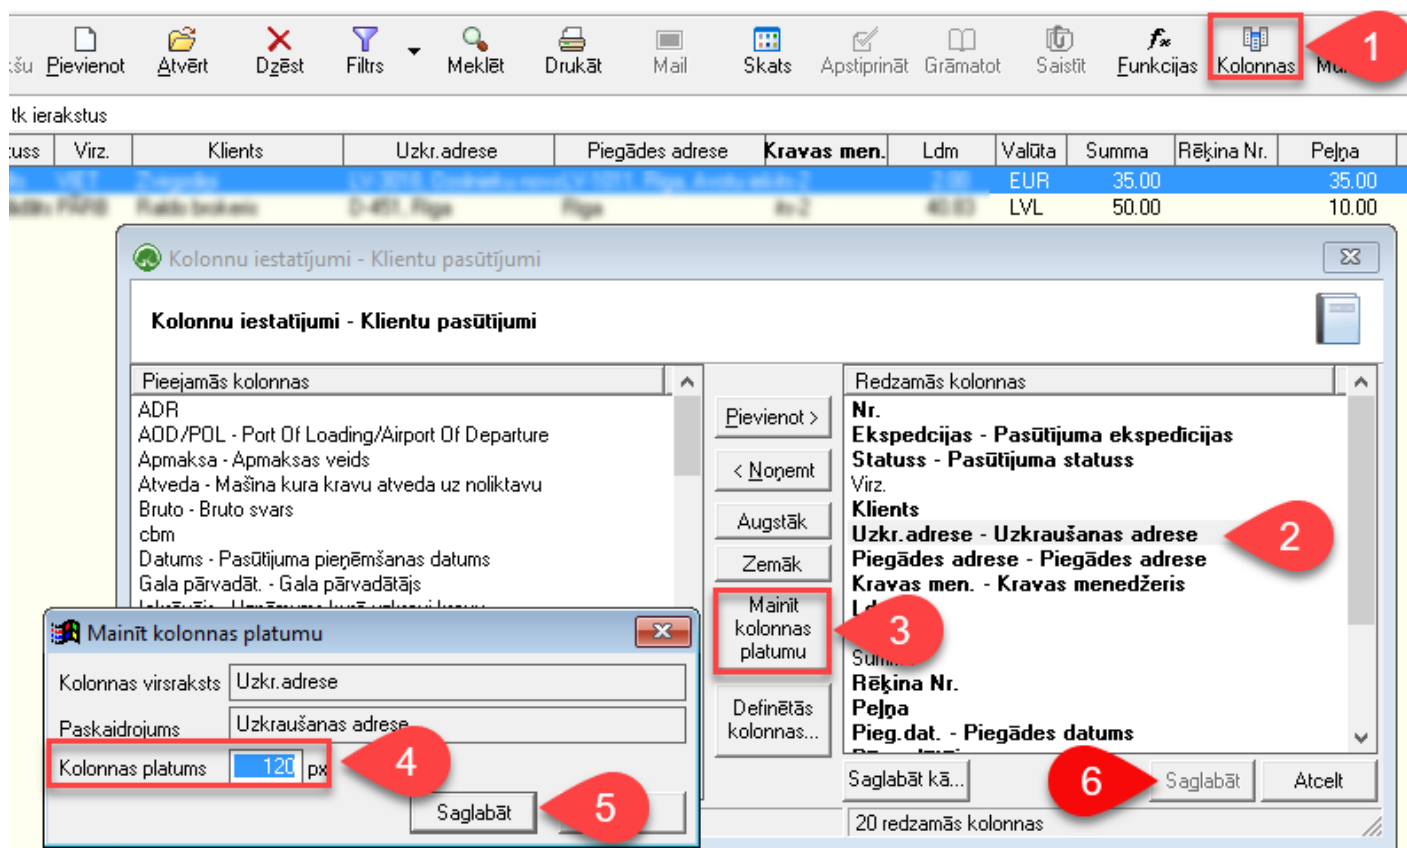 šu Pievienot Atvērt Dzēst Filtrs Meklēt Drukāt Mail Skats Apstiprināt Grāmatot Saistīt Funkcijas Kolonnas 1
tk ierakstus
uss Virz. Klients Uzkr.adrese Piegādes adrese Kravas men. Ldm Valūta Summa Rēķina Nr. Peļņa
EUR 35.00 35.00
LVL 50.00 10.00
Kolonnu iestatījumi - Klientu pasūtījumi
Kolonnu iestatījumi - Klientu pasūtījumi
Pieejamās kolonnas
ADR
AOD/POL - Port Of Loading/Airport Of Departure
Apmaksa - Apmaksas veids
Atveda - Mašīna kura kravu atveda uz noliktavu
Bruto - Bruto svars
cbm
Datums - Pasūtījuma pieņēmšanas datums
Gala pārvadāt. - Gala pārvadātājs
Pievienot >
< Noņemt
Augstāk
Zemāk
Mainīt
kolonnas
platumu
3
Definētās
kolonnas...
Redzamās kolonnas
Nr.
Ekspedcijas - Pasūtījuma ekspedīcijas
Statuss - Pasūtījuma statuss
Virz.
Klients
Uzkr.adrese - Uzkraušanas adrese
2
Piegādes adrese - Piegādes adrese
Kravas men. - Kravas menedžeris
Rēķina Nr.
Peļņa
Pieg.dat. - Piegādes datums
Saglabāt kā...
6
Saglabāt
Atcelt
20 redzamās kolonnas
Mainīt kolonnas platumu
Kolonnas virsraksts Uzkr.adrese
Paskaidrojums Uzkraušanas adrese
Kolonnas platums 120 px
4
Saglabāt
5